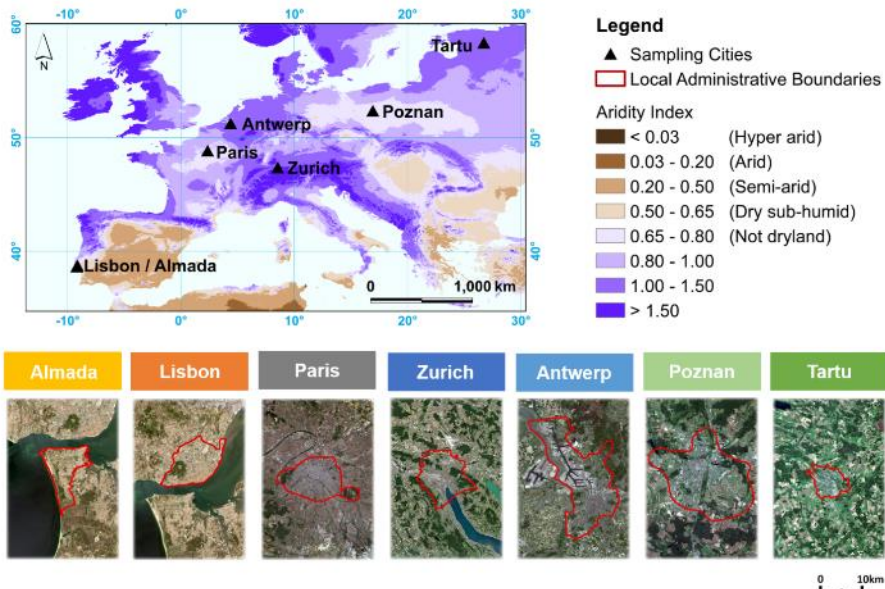 -10° 0° 10° 20° 30°
60°
N
Tartu
Poznan
Antwerp
50° 50°
Paris
Zurich
40° 40°
Lisbon / Almada
0 1,000 km
-10° 0° 10° 20° 30°
Legend
Sampling Cities
Local Administrative Boundaries
Aridity Index
< 0.03 (Hyper arid)
0.03 - 0.20 (Arid)
0.20 - 0.50 (Semi-arid)
0.50 - 0.65 (Dry sub-humid)
0.65 - 0.80 (Not dryland)
0.80 - 1.00
1.00 - 1.50
> 1.50
Almada Lisbon Paris Zurich Antwerp Poznan Tartu
0 10km